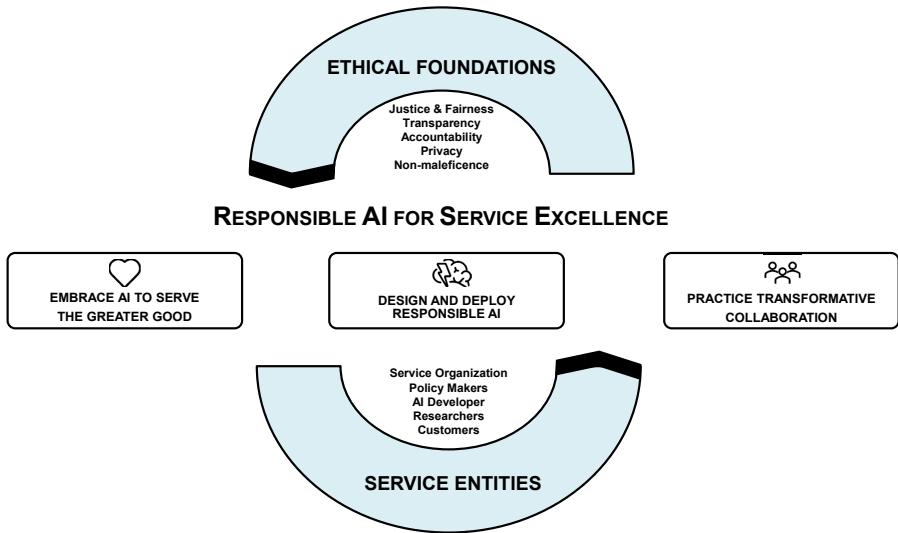 ETHICAL FOUNDATIONS
Justice & Fairness
Transparency
Accountability
Privacy
Non-maleficence
RESPONSIBLE AI FOR SERVICE EXCELLENCE
EMBRACE AI TO SERVE
THE GREATER GOOD
DESIGN AND DEPLOY
RESPONSIBLE AI
PRACTICE TRANSFORMATIVE
COLLABORATION
Service Organization
Policy Makers
AI Developer
Researchers
Customers
SERVICE ENTITIES